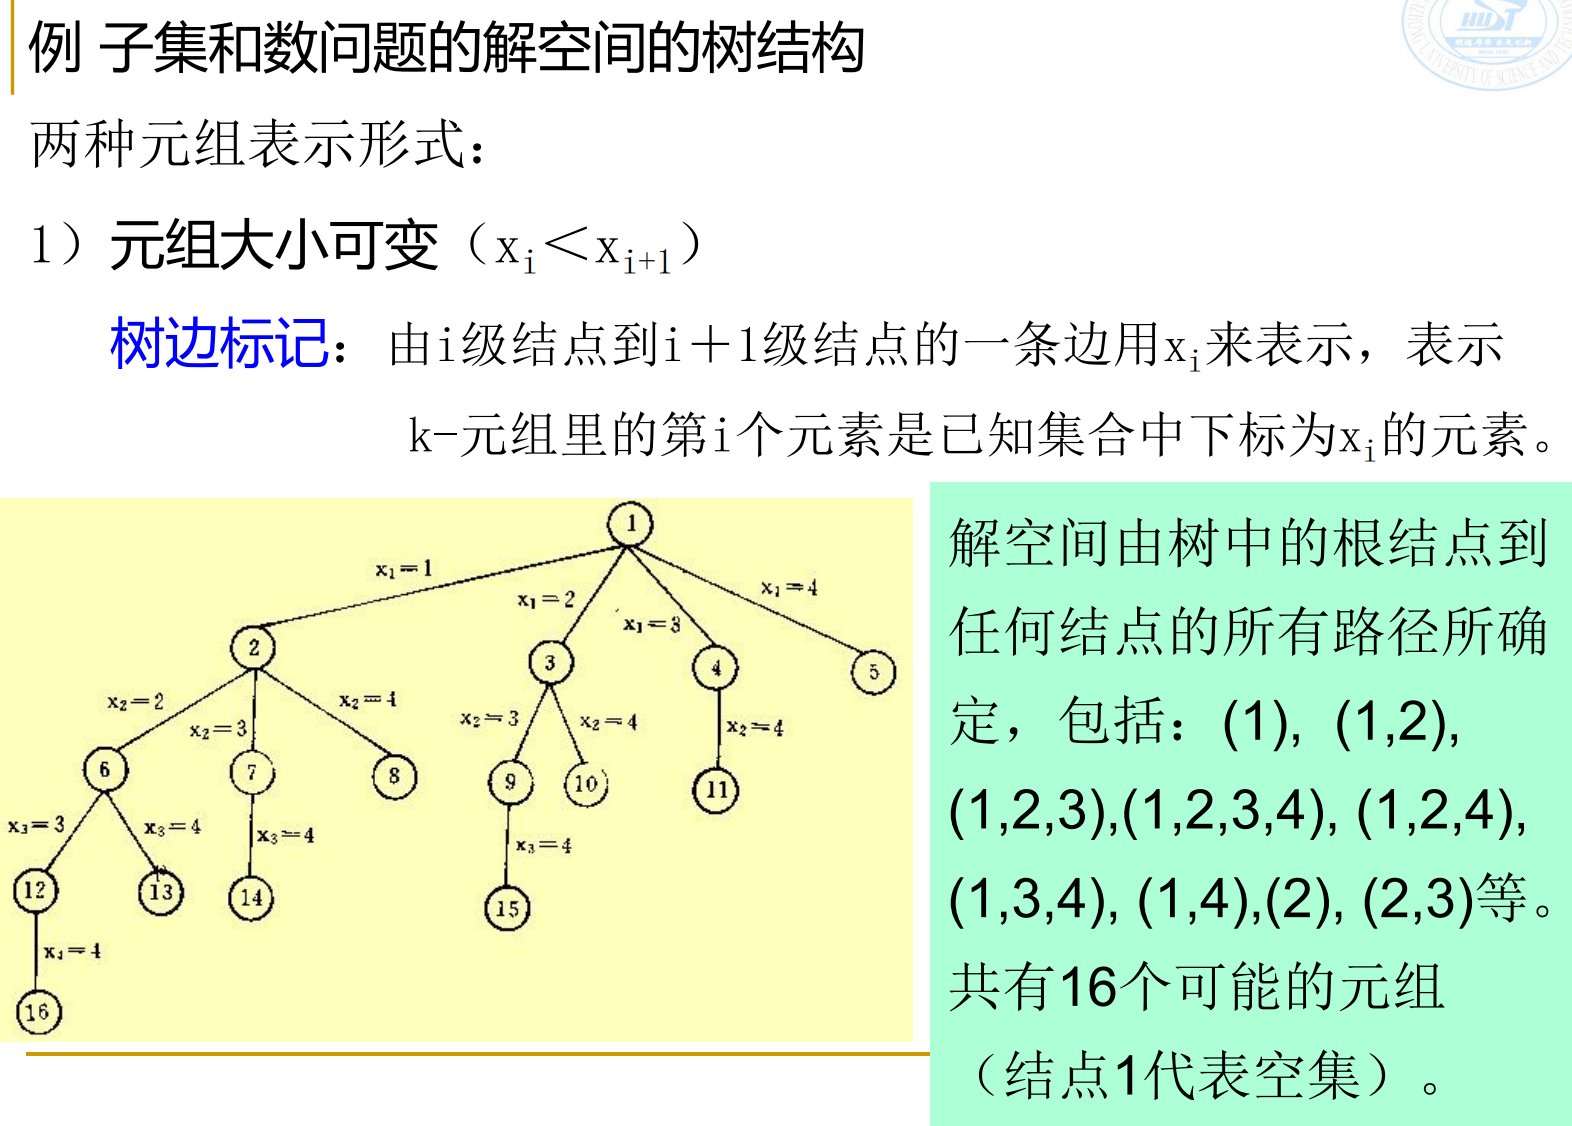 例 子集和数问题的解空间的树结构
两种元组表示形式：
1）元组大小可变（xi＜xi+1）
树边标记：由i级结点到i＋1级结点的一条边用xi来表示，表示
k-元组里的第i个元素是已知集合中下标为xi的元素。
1
x1=1
x1=2
x1=3
x1=4
2
3
4
5
x2=2
x2=3
x2=4
x2=3
x2=4
x2=4
6
7
8
9
10
11
x3=3
x3=4
x3=4
x3=4
12
13
14
15
x4=4
16
解空间由树中的根结点到
任何结点的所有路径所确
定，包括：(1), (1,2),
(1,2,3),(1,2,3,4), (1,2,4),
(1,3,4), (1,4),(2), (2,3)等。
共有16个可能的元组
（结点1代表空集）。